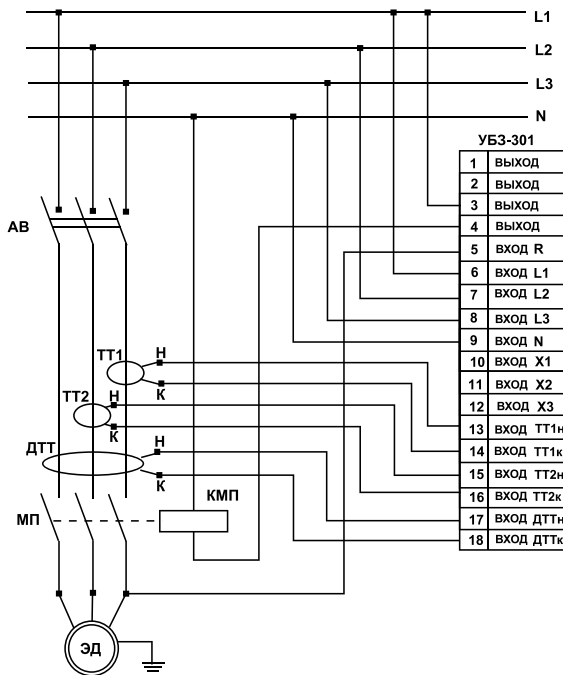 L1
L2
L3
N
УБЗ-301
1 ВЫХОД
2 ВЫХОД
3 ВЫХОД
4 ВЫХОД
5 ВХОД R
6 ВХОД L1
7 ВХОД L2
8 ВХОД L3
9 ВХОД N
10 ВХОД X1
11 ВХОД X2
12 ВХОД X3
13 ВХОД ТТ1н
14 ВХОД ТТ1к
15 ВХОД ТТ2н
16 ВХОД ТТ2к
17 ВХОД ДТТн
18 ВХОД ДТТк
АВ
ТТ1
Н
К
ТТ2
Н
К
ДТТ
Н
К
МП
КМП
ЭД